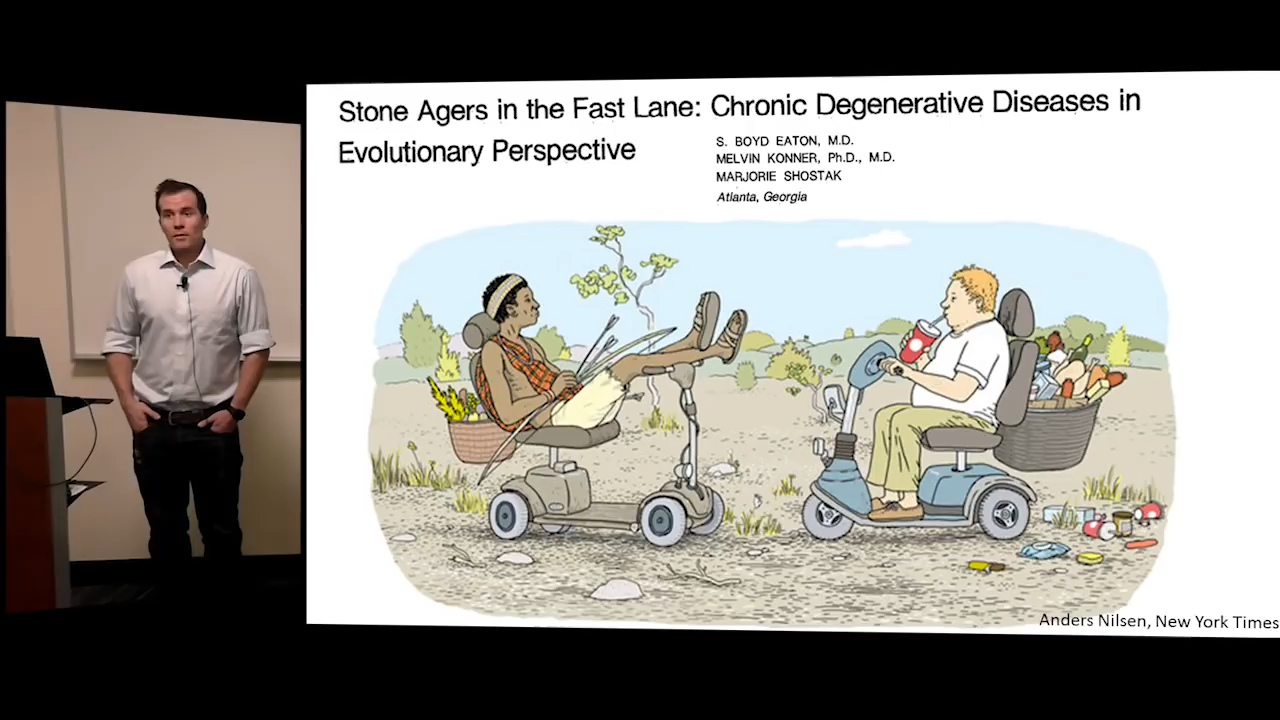 Stone Agers in the Fast Lane: Chronic Degenerative Diseases in
Evolutionary Perspective
S. BOYD EATON, M.D.
MELVIN KONNER, Ph.D., M.D.
MARJORIE SHOSTAK
Atlanta, Georgia
Anders Nilsen, New York Times